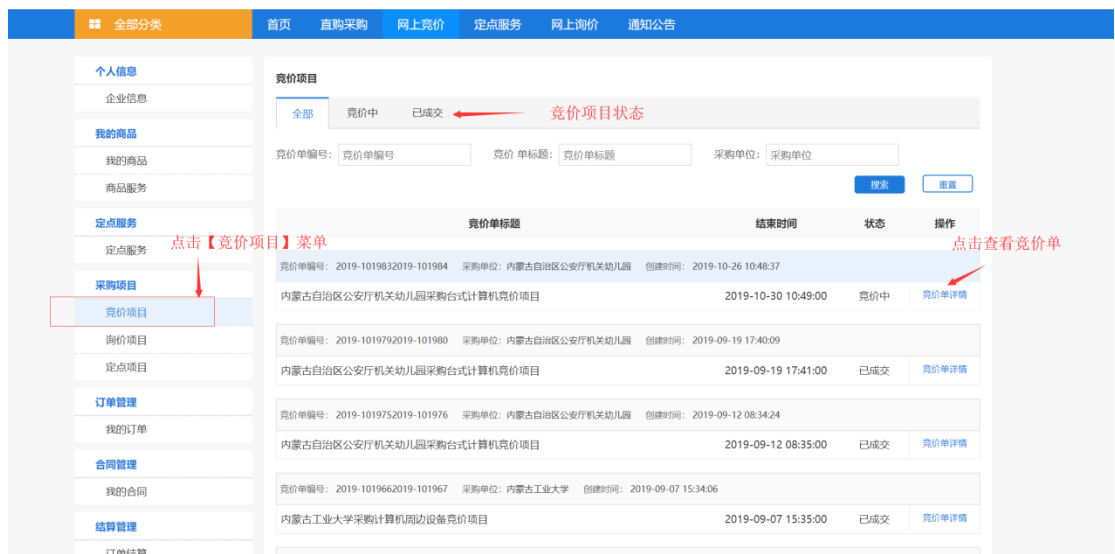 全部分类 首页 直购采购 网上竞价 定点服务 网上询价 通知公告
个人信息
企业信息
我的商品
我的商品
商品服务
定点服务
定点服务
采购项目
竞价项目
询价项目
定点项目
订单管理
我的订单
合同管理
我的合同
结算管理
订单结算
点击【竞价项目】菜单
竞价项目
全部 竞价中 已成交 竞价项目状态
竞价单编号: 竞价单编号 竞价 单标题: 竞价单标题 采购单位: 采购单位
搜索 重置
竞价单标题 结束时间 状态 操作
点击查看竞价单
竞价单编号: 2019-1019832019-101984 采购单位: 内蒙古自治区公安厅机关幼儿园 创建时间: 2019-10-26 10:48:37
内蒙古自治区公安厅机关幼儿园采购台式计算机竞价项目 2019-10-30 10:49:00 竞价中 竞价单详情
竞价单编号: 2019-1019792019-101980 采购单位: 内蒙古自治区公安厅机关幼儿园 创建时间: 2019-09-19 17:40:09
内蒙古自治区公安厅机关幼儿园采购台式计算机竞价项目 2019-09-19 17:41:00 已成交 竞价单详情
竞价单编号: 2019-1019752019-101976 采购单位: 内蒙古自治区公安厅机关幼儿园 创建时间: 2019-09-12 08:34:24
内蒙古自治区公安厅机关幼儿园采购台式计算机竞价项目 2019-09-12 08:35:00 已成交 竞价单详情
竞价单编号: 2019-1019662019-101967 采购单位: 内蒙古工业大学 创建时间: 2019-09-07 15:34:06
内蒙古工业大学采购计算机周边设备竞价项目 2019-09-07 15:35:00 已成交 竞价单详情